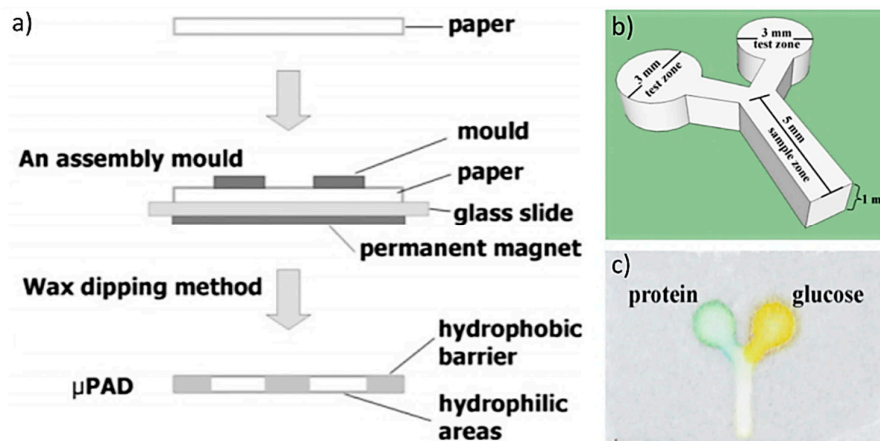 a)
paper
mould
An assembly mould
paper
glass slide
permanent magnet
Wax dipping method
hydrophobic
barrier
µPAD
hydrophilic
areas
b)
3 mm
test zone
3 mm
test zone
5 mm
sample zone
1 m
c)
protein
glucose